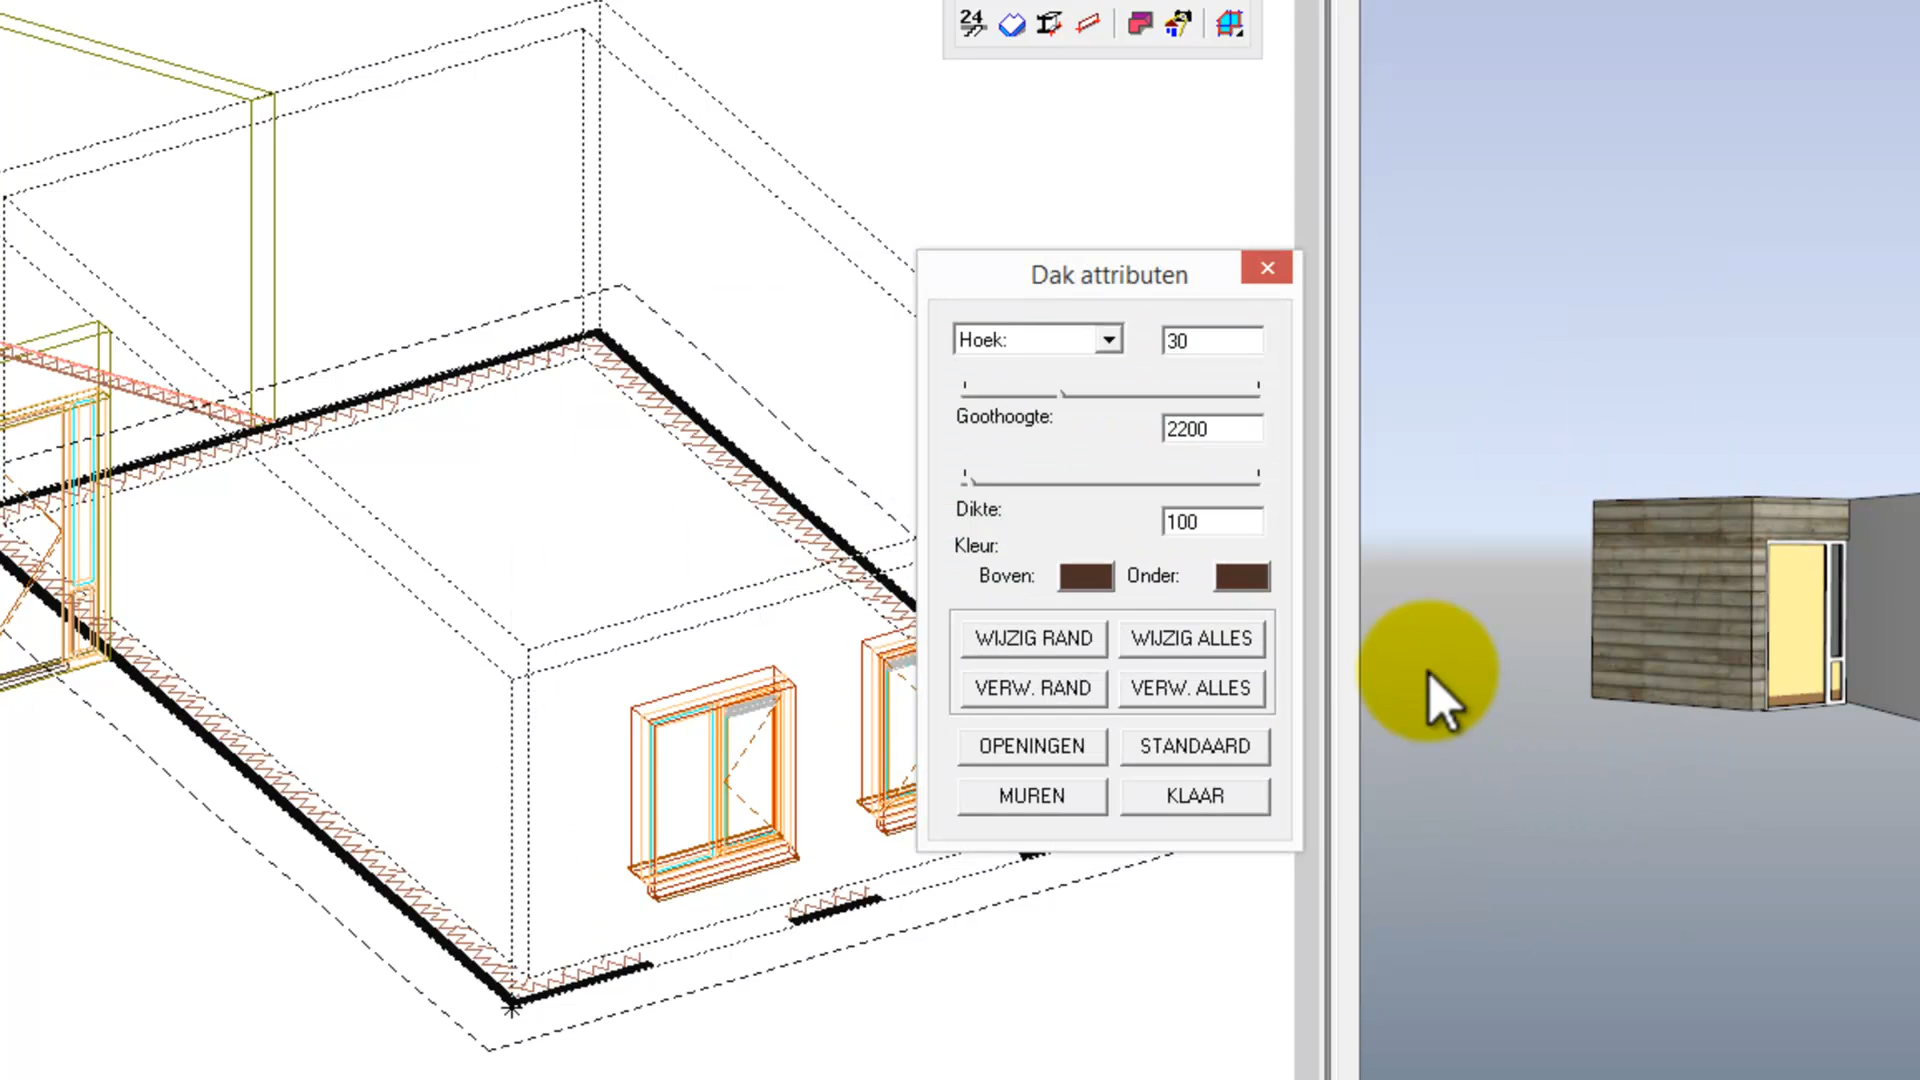 24
Dak attributen
Hoek: 30
Goothoogte: 2200
Dikte: 100
Kleur:
Boven: Onder:
WIJZIG RAND WIJZIG ALLES
VERW. RAND VERW. ALLES
OPENINGEN STANDAARD
MUREN KLAAR